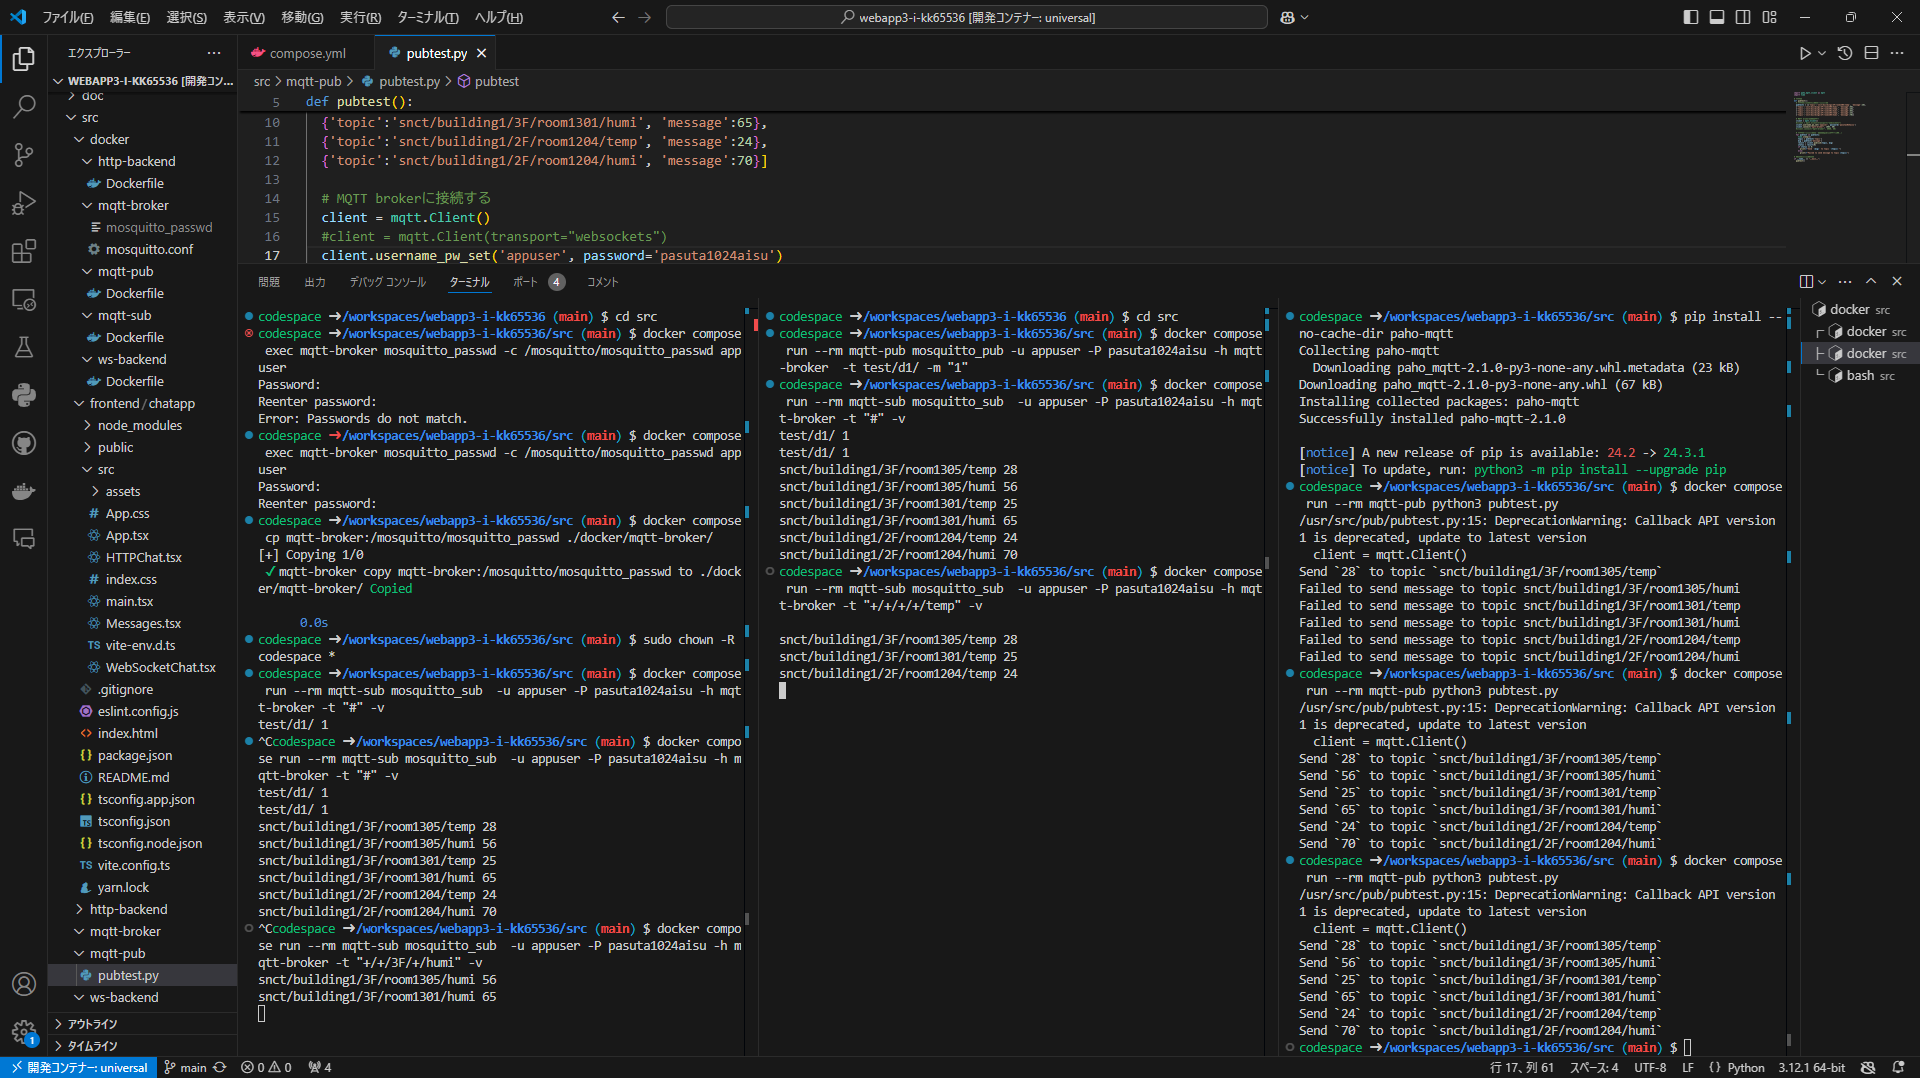 ファイル(F) 編集(E) 選択(S) 表示(V) 移動(G) 実行(R) ターミナル(T) ヘルプ(H)
webapp3-i-kk65536 [開発コンテナー: universal]
エクスプローラー
WEBAPP3-I-KK65536 [開発コン...
doc
src
docker
http-backend
Dockerfile
mqtt-broker
mosquitto_passwd
mosquitto.conf
mqtt-pub
Dockerfile
mqtt-sub
Dockerfile
ws-backend
Dockerfile
frontend/chatapp
node_modules
public
src
assets
App.css
App.tsx
HTTPChat.tsx
index.css
main.tsx
Messages.tsx
vite-env.d.ts
WebSocketChat.tsx
.gitignore
eslint.config.js
index.html
package.json
README.md
tsconfig.app.json
tsconfig.json
tsconfig.node.json
vite.config.ts
yarn.lock
http-backend
mqtt-broker
mqtt-pub
pubtest.py
ws-backend
アウトライン
タイムライン
compose.yml
pubtest.py
src > mqtt-pub > pubtest.py > pubtest
5 def pubtest():
10 {'topic':'snct/building1/3F/room1301/humi', 'message':65},
11 {'topic':'snct/building1/2F/room1204/temp', 'message':24},
12 {'topic':'snct/building1/2F/room1204/humi', 'message':70}]
13
14 # MQTT brokerに接続する
15 client = mqtt.Client()
16 #client = mqtt.Client(transport="websockets")
17 client.username_pw_set('appuser', password='pasuta1024aisu')
問題 出力 デバッグ コンソール ターミナル ポート 4 コメント
codespace ➜/workspaces/webapp3-i-kk65536 (main) $ cd src
codespace ➜/workspaces/webapp3-i-kk65536/src (main) $ docker compose
exec mqtt-broker mosquitto_passwd -c /mosquitto/mosquitto_passwd app
user
Password:
Reenter password:
Error: Passwords do not match.
codespace ➜/workspaces/webapp3-i-kk65536/src (main) $ docker compose
exec mqtt-broker mosquitto_passwd -c /mosquitto/mosquitto_passwd app
user
Password:
Reenter password:
codespace ➜/workspaces/webapp3-i-kk65536/src (main) $ docker compose
cp mqtt-broker:/mosquitto/mosquitto_passwd ./docker/mqtt-broker/
[+] Copying 1/0
✓mqtt-broker copy mqtt-broker:/mosquitto/mosquitto_passwd to ./dock
er/mqtt-broker/ Copied
0.0s
codespace ➜/workspaces/webapp3-i-kk65536/src (main) $ sudo chown -R
codespace *
codespace ➜/workspaces/webapp3-i-kk65536/src (main) $ docker compose
run --rm mqtt-sub mosquitto_sub  -u appuser -P pasuta1024aisu -h mqt
t-broker -t "#" -v
test/d1/ 1
^Ccodespace ➜/workspaces/webapp3-i-kk65536/src (main) $ docker compo
se run --rm mqtt-sub mosquitto_sub  -u appuser -P pasuta1024aisu -h m
qtt-broker -t "#" -v
test/d1/ 1
test/d1/ 1
snct/building1/3F/room1305/temp 28
snct/building1/3F/room1305/humi 56
snct/building1/3F/room1301/temp 25
snct/building1/3F/room1301/humi 65
snct/building1/2F/room1204/temp 24
snct/building1/2F/room1204/humi 70
^Ccodespace ➜/workspaces/webapp3-i-kk65536/src (main) $ docker compo
se run --rm mqtt-sub mosquitto_sub  -u appuser -P pasuta1024aisu -h m
qtt-broker -t "+/+/3F/+/humi" -v
snct/building1/3F/room1305/humi 56
snct/building1/3F/room1301/humi 65
codespace ➜/workspaces/webapp3-i-kk65536 (main) $ cd src
codespace ➜/workspaces/webapp3-i-kk65536/src (main) $ docker compose
run --rm mqtt-pub mosquitto_pub -u appuser -P pasuta1024aisu -h mqtt
-broker  -t test/d1/ -m "1"
codespace ➜/workspaces/webapp3-i-kk65536/src (main) $ docker compose
run --rm mqtt-sub mosquitto_sub  -u appuser -P pasuta1024aisu -h mqt
t-broker -t "#" -v
test/d1/ 1
test/d1/ 1
snct/building1/3F/room1305/temp 28
snct/building1/3F/room1305/humi 56
snct/building1/3F/room1301/temp 25
snct/building1/3F/room1301/humi 65
snct/building1/2F/room1204/temp 24
snct/building1/2F/room1204/humi 70
codespace ➜/workspaces/webapp3-i-kk65536/src (main) $ docker compose
run --rm mqtt-sub mosquitto_sub  -u appuser -P pasuta1024aisu -h mqt
t-broker -t "+/+/+/+/temp" -v
snct/building1/3F/room1305/temp 28
snct/building1/3F/room1301/temp 25
snct/building1/2F/room1204/temp 24
codespace ➜/workspaces/webapp3-i-kk65536/src (main) $ pip install --
no-cache-dir paho-mqtt
Collecting paho-mqtt
Downloading paho_mqtt-2.1.0-py3-none-any.whl.metadata (23 kB)
Downloading paho_mqtt-2.1.0-py3-none-any.whl (67 kB)
Installing collected packages: paho-mqtt
Successfully installed paho-mqtt-2.1.0
[notice] A new release of pip is available: 24.2 -> 24.3.1
[notice] To update, run: python3 -m pip install --upgrade pip
codespace ➜/workspaces/webapp3-i-kk65536/src (main) $ docker compose
run --rm mqtt-pub python3 pubtest.py
/usr/src/pub/pubtest.py:15: DeprecationWarning: Callback API version
1 is deprecated, update to latest version
client = mqtt.Client()
Send `28` to topic `snct/building1/3F/room1305/temp`
Failed to send message to topic snct/building1/3F/room1305/humi
Failed to send message to topic snct/building1/3F/room1301/temp
Failed to send message to topic snct/building1/3F/room1301/humi
Failed to send message to topic snct/building1/2F/room1204/temp
Failed to send message to topic snct/building1/2F/room1204/humi
codespace ➜/workspaces/webapp3-i-kk65536/src (main) $ docker compose
run --rm mqtt-pub python3 pubtest.py
/usr/src/pub/pubtest.py:15: DeprecationWarning: Callback API version
1 is deprecated, update to latest version
client = mqtt.Client()
Send `28` to topic `snct/building1/3F/room1305/temp`
Send `56` to topic `snct/building1/3F/room1305/humi`
Send `25` to topic `snct/building1/3F/room1301/temp`
Send `65` to topic `snct/building1/3F/room1301/humi`
Send `24` to topic `snct/building1/2F/room1204/temp`
Send `70` to topic `snct/building1/2F/room1204/humi`
codespace ➜/workspaces/webapp3-i-kk65536/src (main) $ docker compose
run --rm mqtt-pub python3 pubtest.py
/usr/src/pub/pubtest.py:15: DeprecationWarning: Callback API version
1 is deprecated, update to latest version
client = mqtt.Client()
Send `28` to topic `snct/building1/3F/room1305/temp`
Send `56` to topic `snct/building1/3F/room1305/humi`
Send `25` to topic `snct/building1/3F/room1301/temp`
Send `65` to topic `snct/building1/3F/room1301/humi`
Send `24` to topic `snct/building1/2F/room1204/temp`
Send `70` to topic `snct/building1/2F/room1204/humi`
codespace ➜/workspaces/webapp3-i-kk65536/src (main) $
docker src
docker src
docker src
bash src
1
開発コンテナー: universal main 0 0 4
行 17、列 61 スペース: 4 UTF-8 LF Python 3.12.1 64-bit